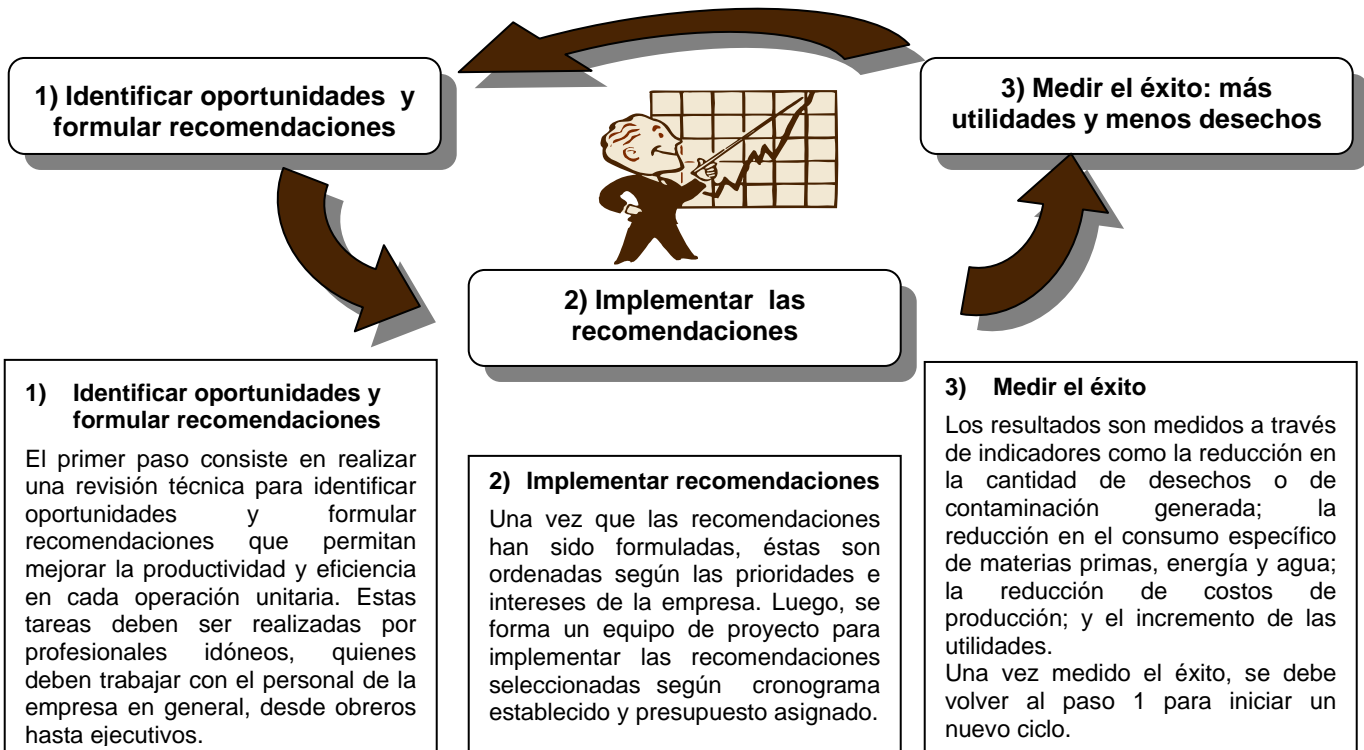 1) Identificar oportunidades y
formular recomendaciones
3) Medir el éxito: más
utilidades y menos desechos
2) Implementar las
recomendaciones
1) Identificar oportunidades y
formular recomendaciones
El primer paso consiste en realizar
una revisión técnica para identificar
oportunidades y formular
recomendaciones que permitan
mejorar la productividad y eficiencia
en cada operación unitaria. Estas
tareas deben ser realizadas por
profesionales idóneos, quienes
deben trabajar con el personal de la
empresa en general, desde obreros
hasta ejecutivos.
2) Implementar recomendaciones
Una vez que las recomendaciones
han sido formuladas, éstas son
ordenadas según las prioridades e
intereses de la empresa. Luego, se
forma un equipo de proyecto para
implementar las recomendaciones
seleccionadas según cronograma
establecido y presupuesto asignado.
3) Medir el éxito
Los resultados son medidos a través
de indicadores como la reducción en
la cantidad de desechos o de
contaminación generada; la
reducción en el consumo específico
de materias primas, energía y agua;
la reducción de costos de
producción; y el incremento de las
utilidades.
Una vez medido el éxito, se debe
volver al paso 1 para iniciar un
nuevo ciclo.